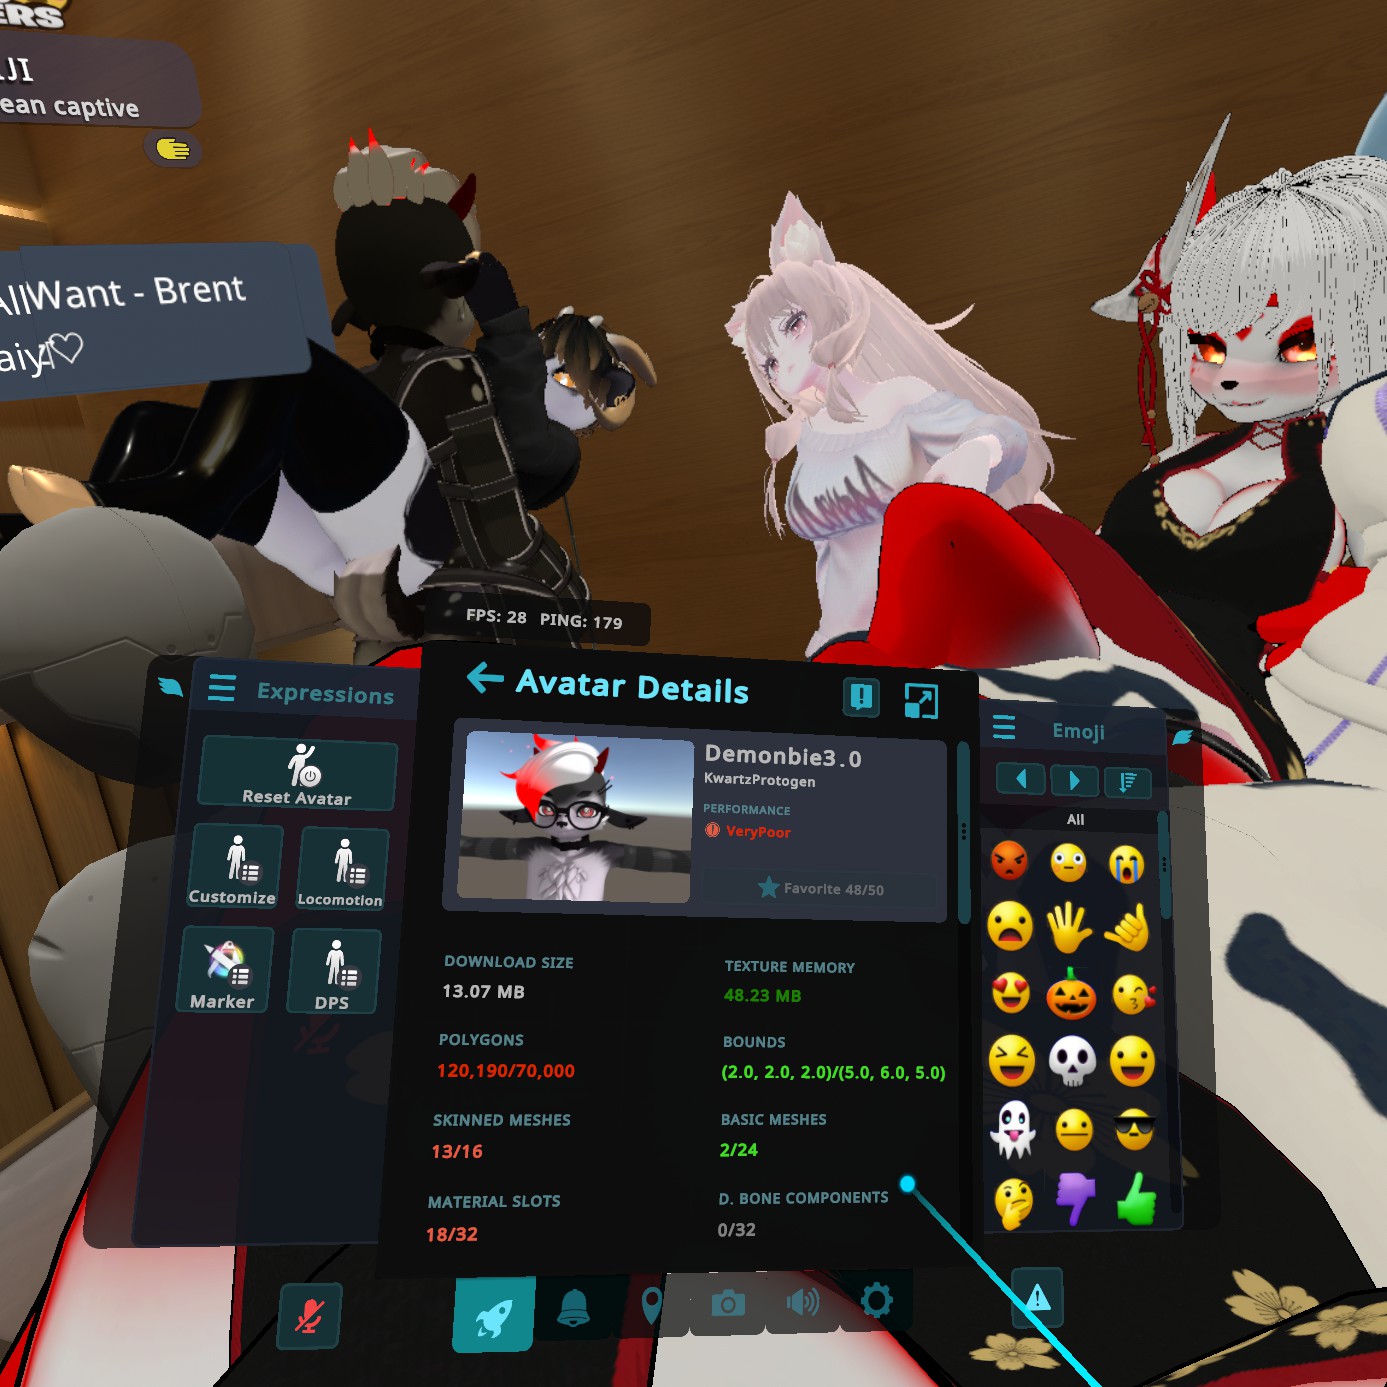 ERS
JI
ean captive
AllWant - Brent
aiy♡
FPS: 28 PING: 179
Expressions
Reset Avatar
Customize
Locomotion
Marker
DPS
Avatar Details
Demonbie3.0
KwartzProtogen
PERFORMANCE
VeryPoor
Favorite 48/50
DOWNLOAD SIZE
13.07 MB
TEXTURE MEMORY
48.23 MB
POLYGONS
120,190/70,000
BOUNDS
(2.0, 2.0, 2.0)/(5.0, 6.0, 5.0)
SKINNED MESHES
13/16
BASIC MESHES
2/24
MATERIAL SLOTS
18/32
D. BONE COMPONENTS
0/32
Emoji
All